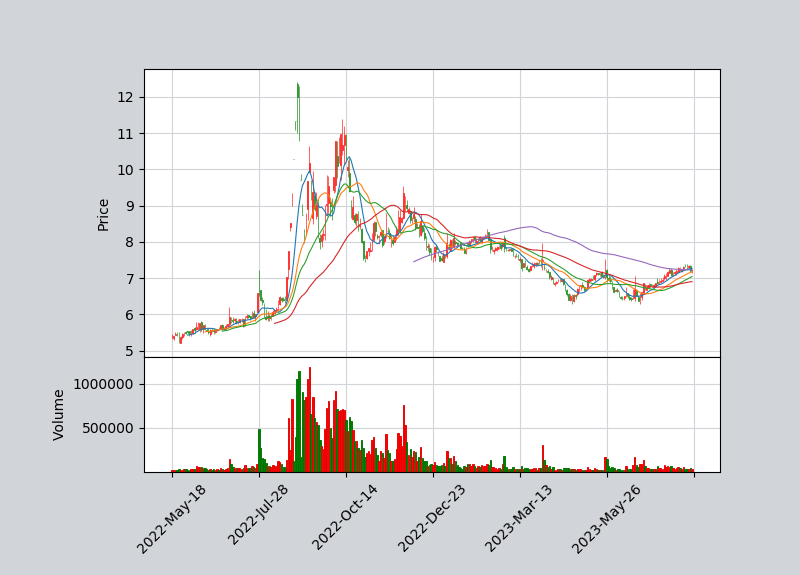 Price
12
11
10
9
8
7
6
5
Volume
1000000
500000
2022-May-18
2022-Jul-28
2022-Oct-14
2022-Dec-23
2023-Mar-13
2023-May-26